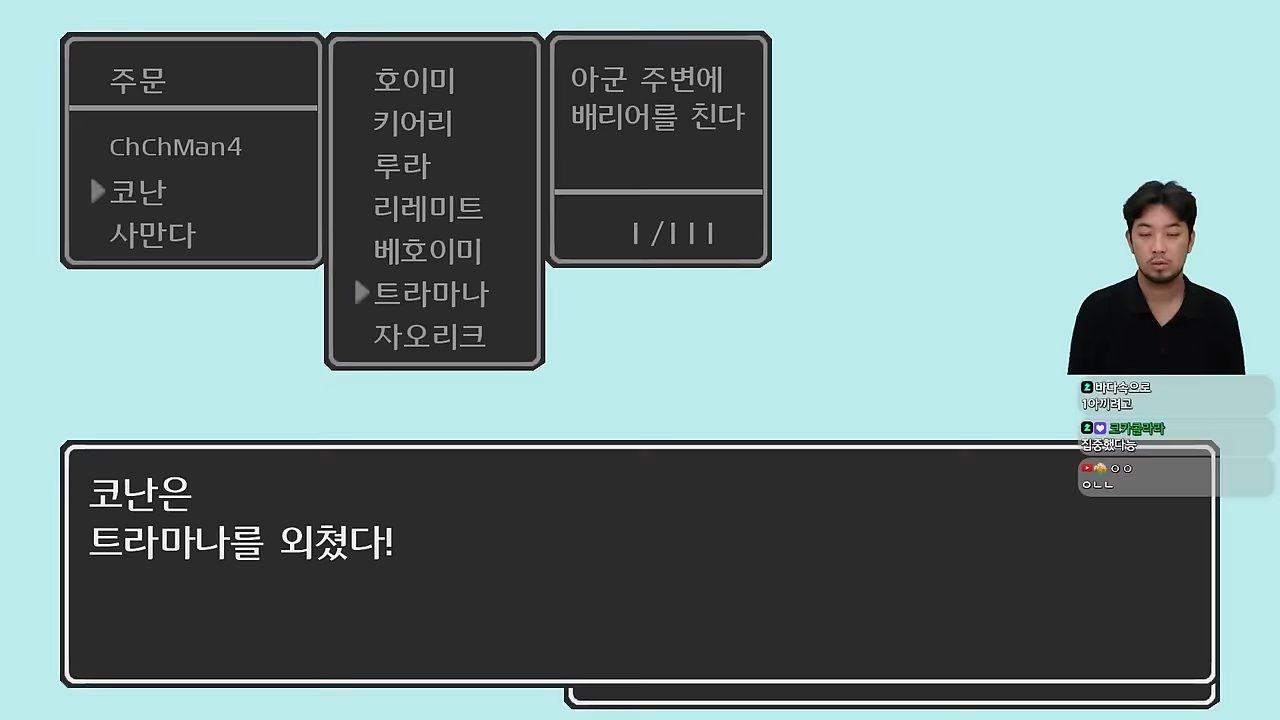 주문
ChChMan4
코난
사만다
호이미
키어리
루라
리레미트
베호이미
트라마나
자오리크
아군 주변에
배리어를 친다
1/111
코난은
트라마나를 외쳤다!
바다속으로
1아끼려고
코카콜라라
집중했다능
ㅇㅇ
ㅇㄴㄴ